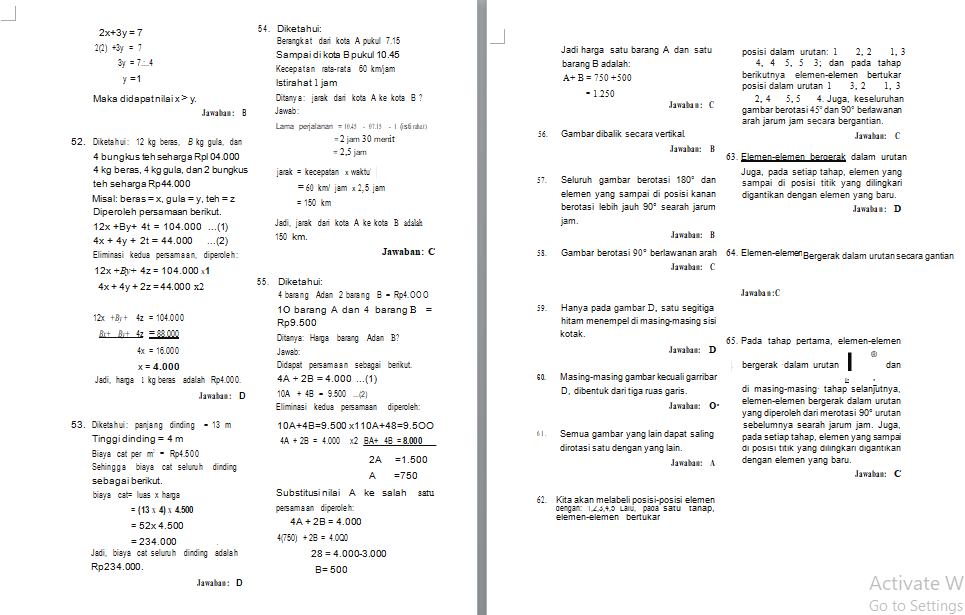 2x+3y = 7
2(2) +3y = 7
3y = 7...4
y =1
Maka didapatnilai x > y.
Jawaban: B
52. Diketahui: 12 kg beras, 8 kg gula, dan
4 bungkus teh seharga Rpl 04.000
4 kg beras, 4 kg gula, dan 2 bungkus
teh seharga Rp44.000
Misal: beras = x, gula = y, teh = z
Diperoleh persamaan berikut.
12x +By+ 4t = 104.000 ...(1)
4x + 4y + 2t = 44.000 ...(2)
Eliminasi kedua persamaan, diperoleh:
12x +By+ 4z = 104.000 x1
4x + 4y + 2z = 44.000 x2
12x +By+ 4z = 104.000
8x+ 8y+ 4z = 88.000
4x = 16.000
x = 4.000
Jadi, harga 1 kg beras adalah Rp4.000.
Jawaban: D
53. Diketahui: panjang dinding = 13 m
Tinggi dinding = 4 m
Biaya cat per m² = Rp4.500
Sehingga biaya cat seluruh dinding
sebagai berikut.
biaya cat= luas x harga
= (13 x 4) x 4.500
= 52x 4.500
= 234.000
Jadi, biaya cat seluruh dinding adalah
Rp234.000.
Jawaban: D
54. Diketahui:
Berangkat dari kota A pukul 7.15
Sampai di kota B pukul 10.45
Kecepatan rata-rata 60 km/jam
Istirahat 1 jam
Ditanya: jarak dari kota A ke kota B ?
Jawab:
Lama perjalanan = 10.45 - 07.15 - 1 (isti rahat)
= 2 jam 30 menit
= 2,5 jam
jarak = kecepatan x waktu
= 60 km/ jam x 2,5 jam
= 150 km
Jadi, jarak dari kota A ke kota B adalah
150 km.
Jawaban: C
55. Diketahui:
4 barang Adan 2 barang B = Rp4.000
1O barang A dan 4 barang B =
Rp9.500
Ditanya: Harga barang Adan B?
Jawab:
Didapat persamaan sebagai berikut.
4A + 2B = 4.000 ...(1)
10A + 4B = 9.500 ...(2)
Eliminasi kedua persamaan diperoleh:
10A+4B=9.500 x110A+48=9.5OO
4A + 2B = 4.000 x2 BA+ 4B = 8.000
2A =1.500
A =750
Substitusi nilai A ke salah satu
persamaan diperoleh:
4A + 2B = 4.000
4(750) + 2B = 4.000
28 = 4.000-3.000
B= 500
Jadi harga satu barang A dan satu
barang B adalah:
A+ B = 750 +500
= 1.250
Jawaban: C
56. Gambar dibalik secara vertikal.
Jawaban: B
57. Seluruh gambar berotasi 180° dan
elemen yang sampai di posisi kanan
berotasi lebih jauh 90° searah jarum
jam.
Jawaban: B
58. Gambar berotasi 90° berlawanan arah
Jawaban: C
59. Hanya pada gambar D, satu segitiga
hitam menempel di masing-masing sisi
kotak.
Jawaban: D
60. Masing-masing gambar kecuali garribar
D, dibentuk dari tiga ruas garis.
Jawaban: O·
61. Semua gambar yang lain dapat saling
dirotasi satu dengan yang lain.
Jawaban: A
62. Kita akan melabeli posisi-posisi elemen
dengan: 1,2,3,4,5 Lalu, pada satu tahap,
elemen-elemen bertukar
posisi dalam urutan: 1 2, 2 1, 3
4, 4 5, 5 3; dan pada tahap
berikutnya elemen-elemen bertukar
posisi dalam urutan 1 3, 2 1, 3
2, 4 5, 5 4. Juga, keseluruhan
gambar berotasi 45° dan 90° berlawanan
arah jarum jam secara bergantian.
Jawaban: C
63. Elemen-elemen bergerak dalam urutan
Juga, pada setiap tahap, elemen yang
sampai di posisi titik yang dilingkari
digantikan dengan elemen yang baru.
Jawaban: D
64. Elemen-elemen Bergerak dalam urutan secara gantian
Jawaban:C
65. Pada tahap pertama, elemen-elemen
bergerak dalam urutan dan
di masing-masing tahap selanjutnya,
elemen-elemen bergerak dalam urutan
yang diperoleh dari merotasi 90° urutan
sebelumnya searah jarum jam. Juga,
pada setiap tahap, elemen yang sampai
di posisi titik yang dilingkari digantikan
dengan elemen yang baru.
Jawaban: C
Activate W
Go to Settings